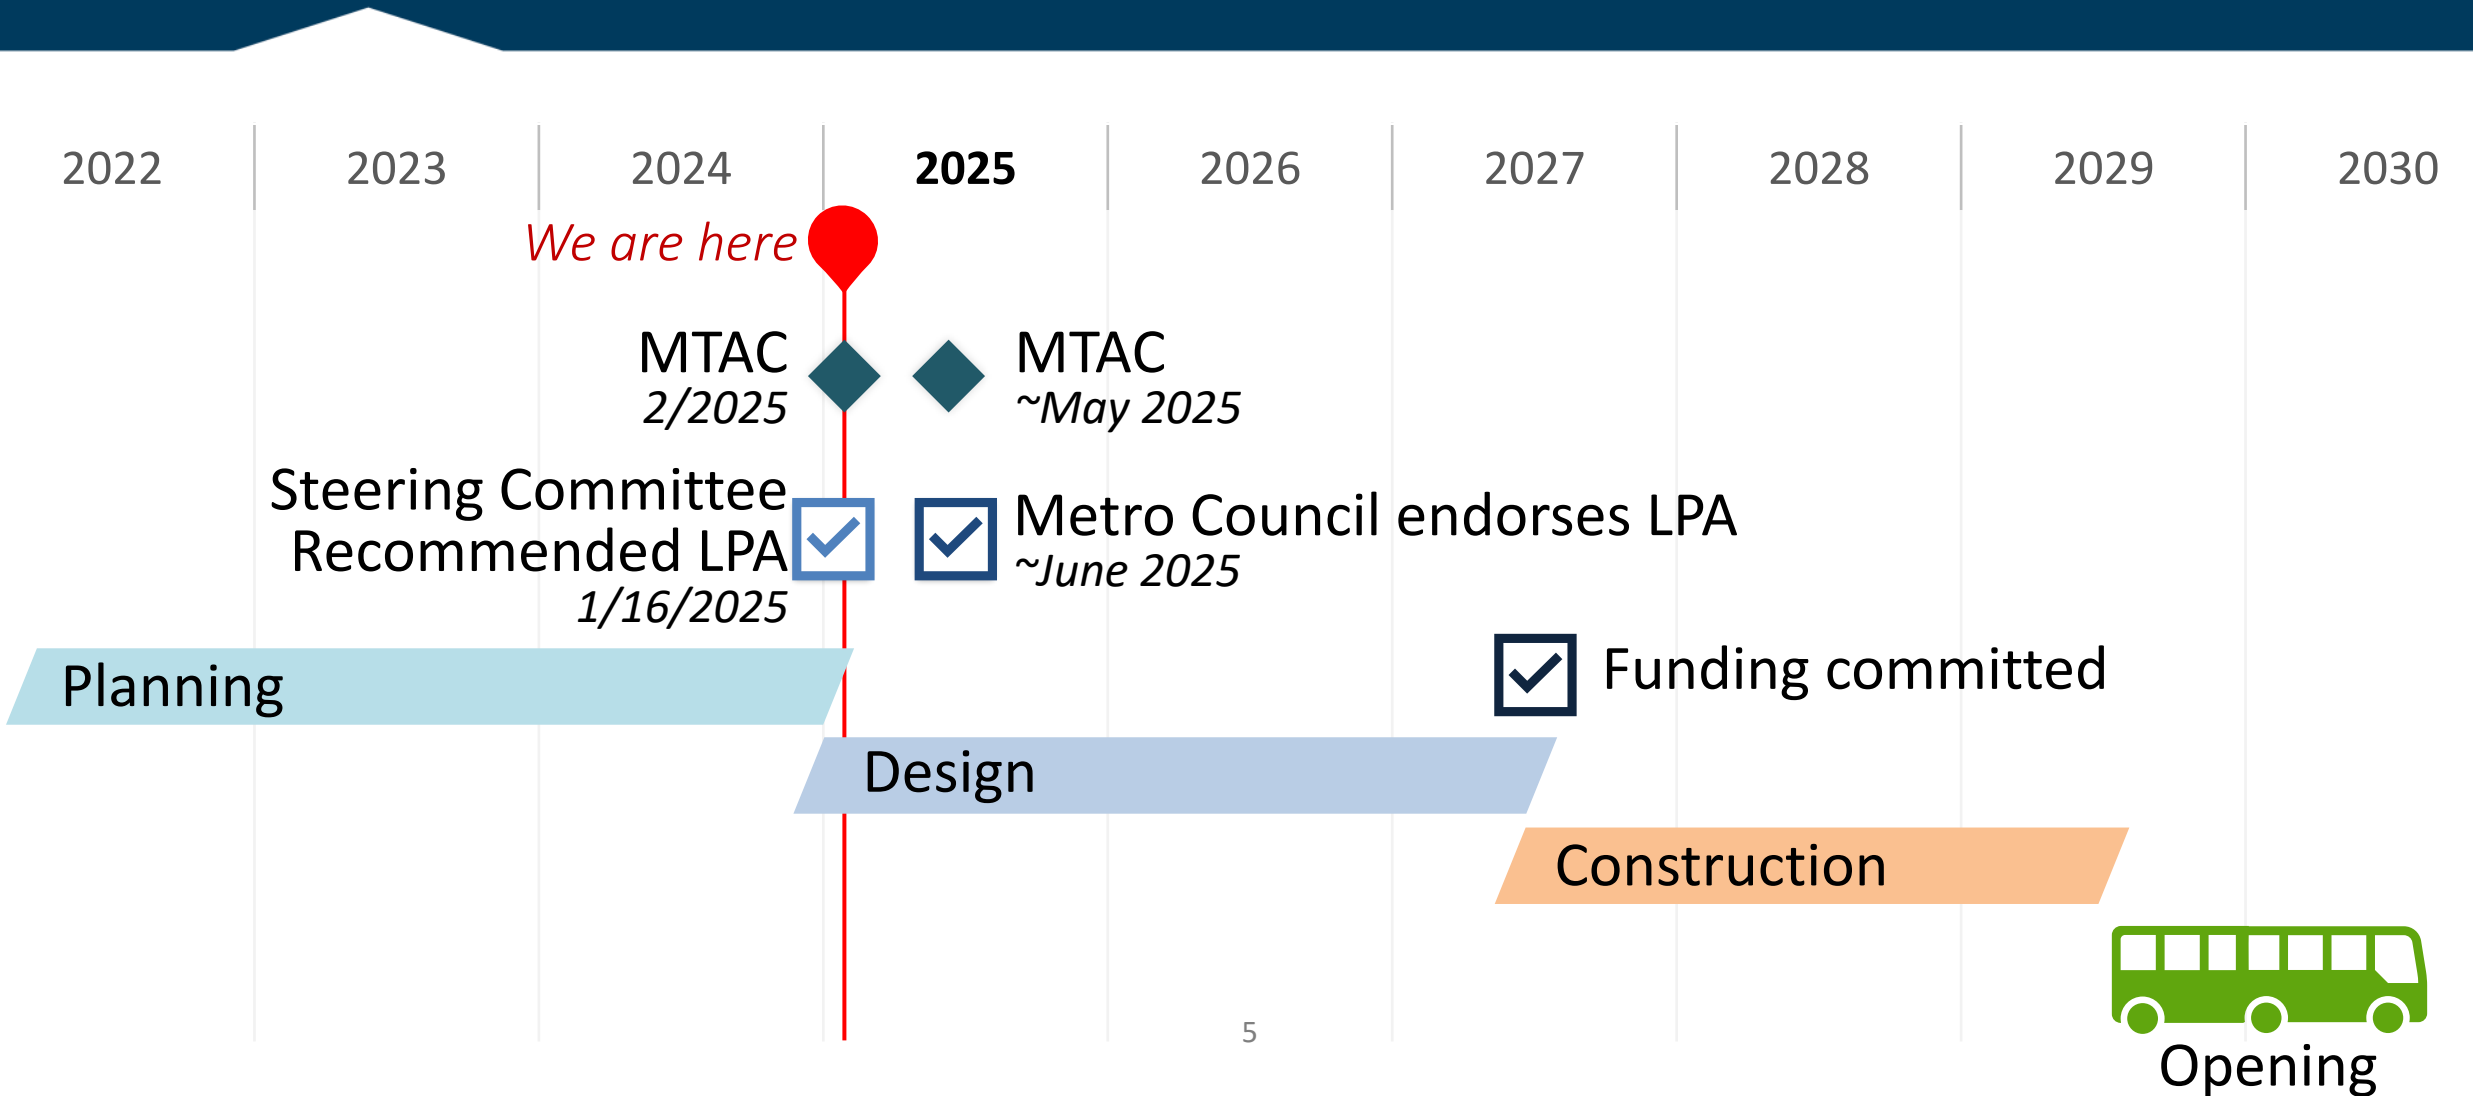 2022 2023 2024 2025 2026 2027 2028 2029 2030
We are here
MTAC
2/2025
MTAC
~May 2025
Steering Committee
Recommended LPA
1/16/2025
Metro Council endorses LPA
~June 2025
Planning
Funding committed
Design
Construction
Opening
5